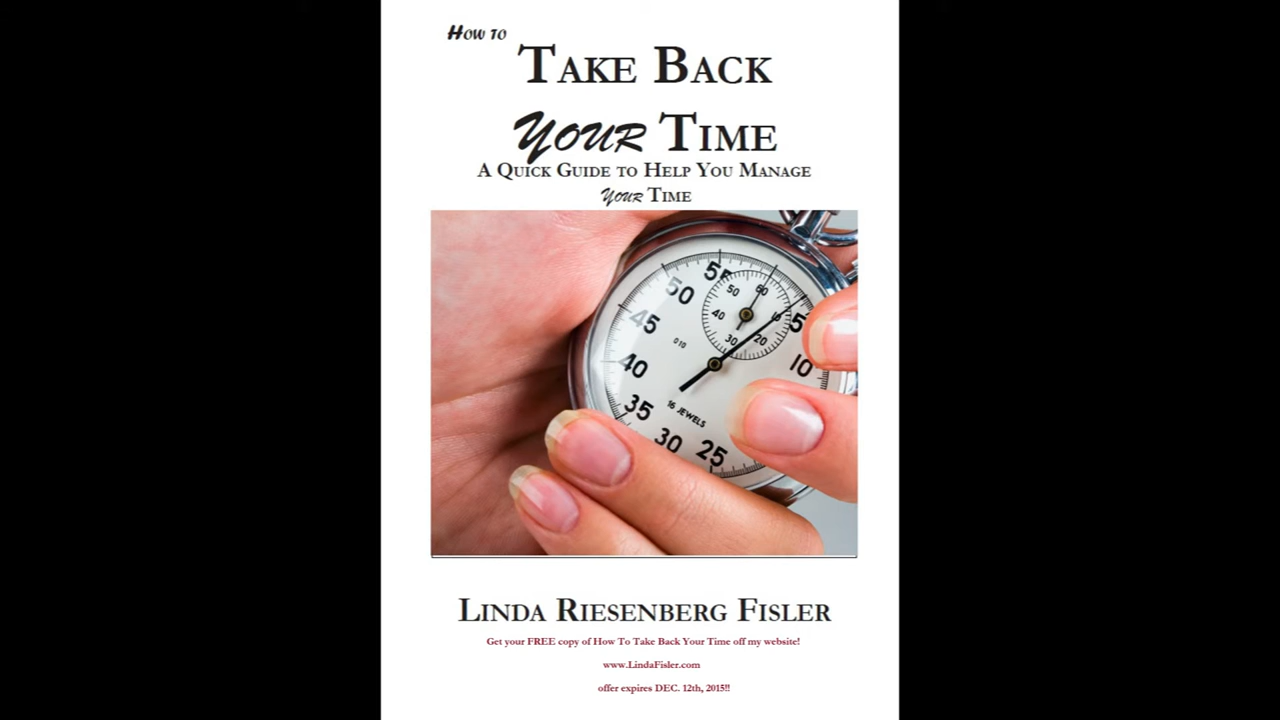 How to
Take Back
Your Time
A Quick Guide to Help You Manage
Your Time
55
50
45
40
35
30
25
5
10
60
50
40
30
20
10
010
16 JEWELS
Linda Riesenberg Fisler
Get your FREE copy of How To Take Back Your Time off my website!
www.LindaFisler.com
offer expires DEC. 12th, 2015!!